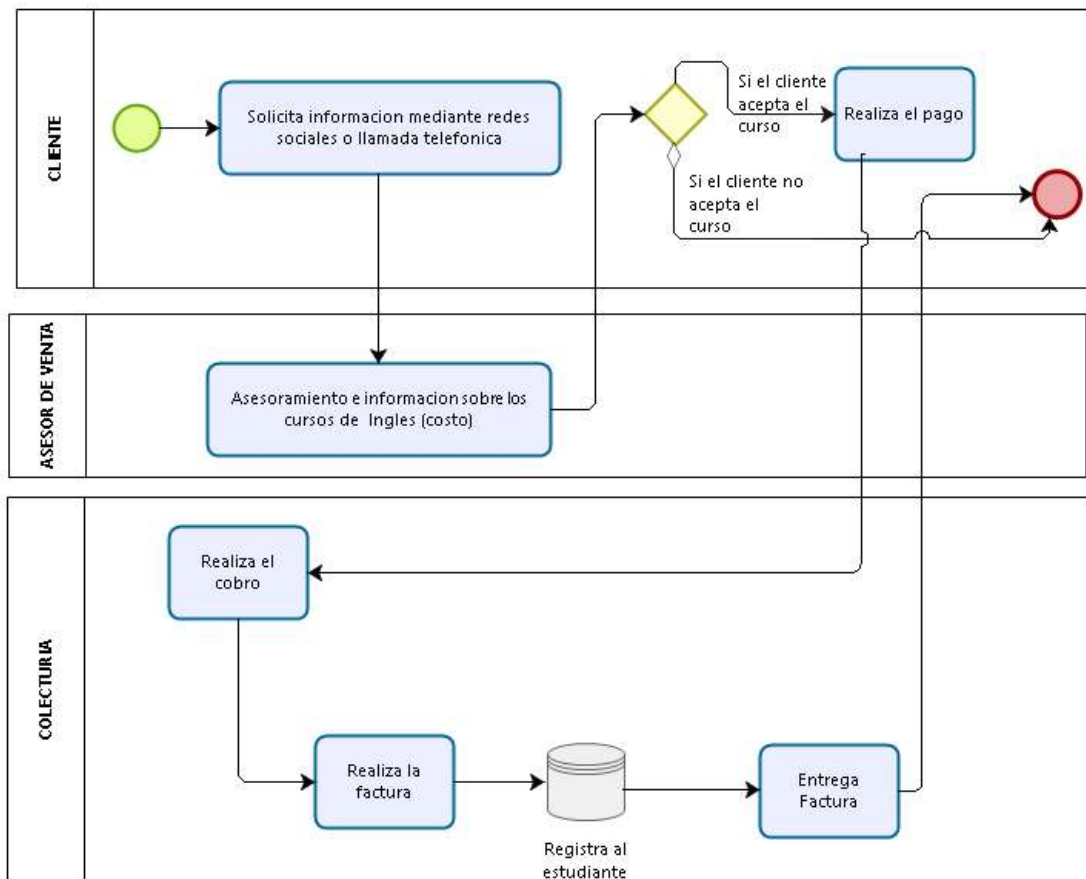 CLIENTE
Solicita informacion mediante redes
sociales o llamada telefonica
Si el cliente
acepta el
curso
Realiza el pago
Si el cliente no
acepta el
curso
ASESOR DE VENTA
Asesoramiento e informacion sobre los
cursos de Ingles (costo)
COLECTURIA
Realiza el
cobro
Realiza la
factura
Registra al
estudiante
Entrega
Factura